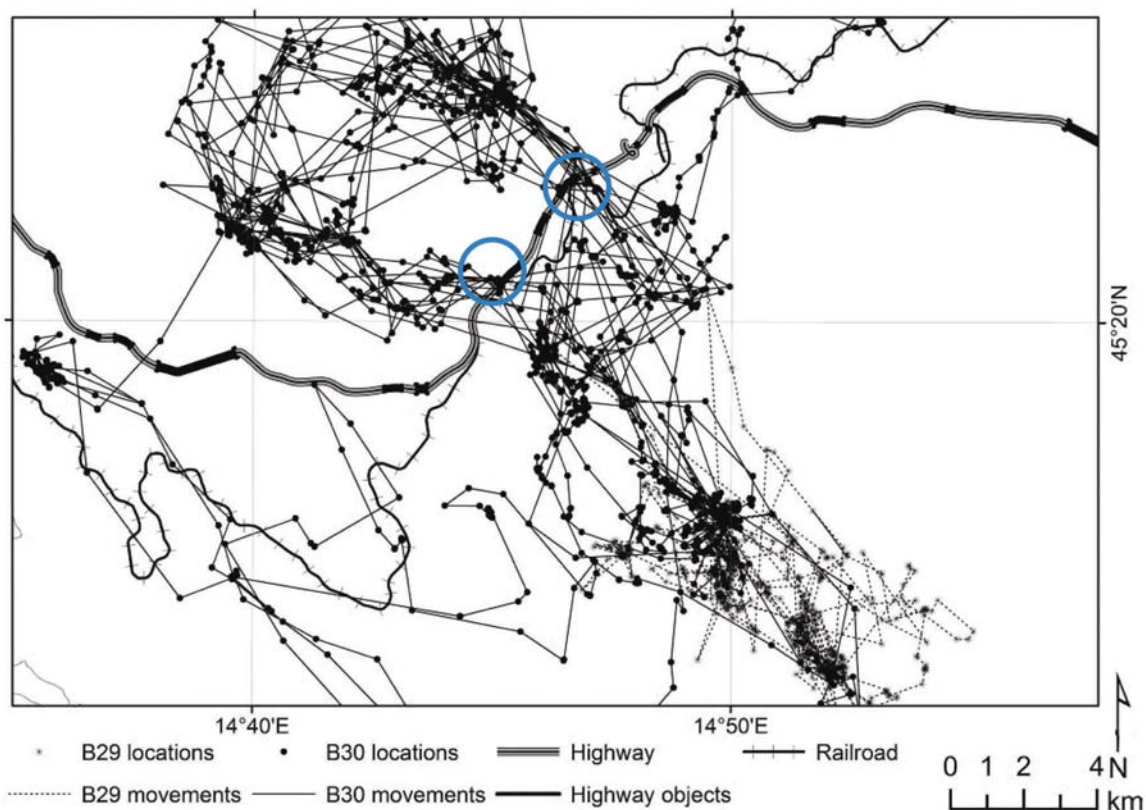 45°20'N
14°40'E 14°50'E
B29 locations B30 locations Highway Railroad
B29 movements B30 movements Highway objects
0 1 2 4 N
km